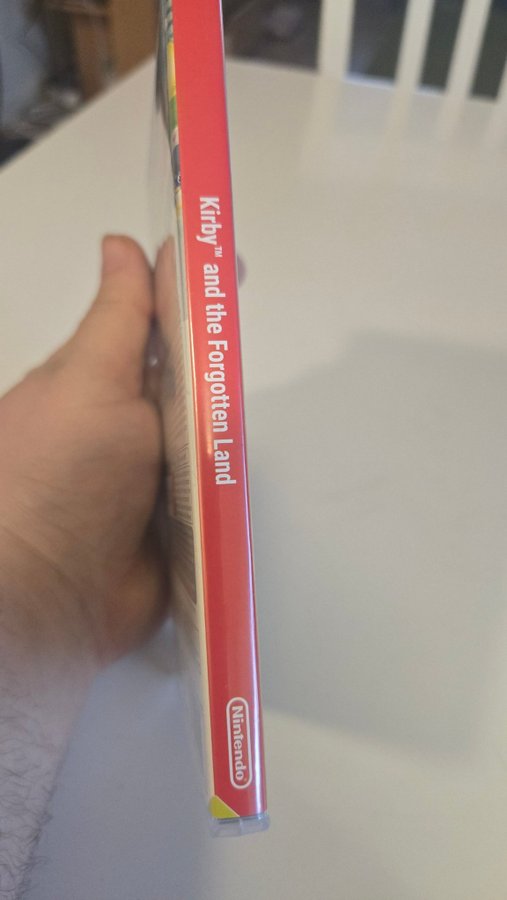 Kirby™ and the Forgotten Land
Nintendo